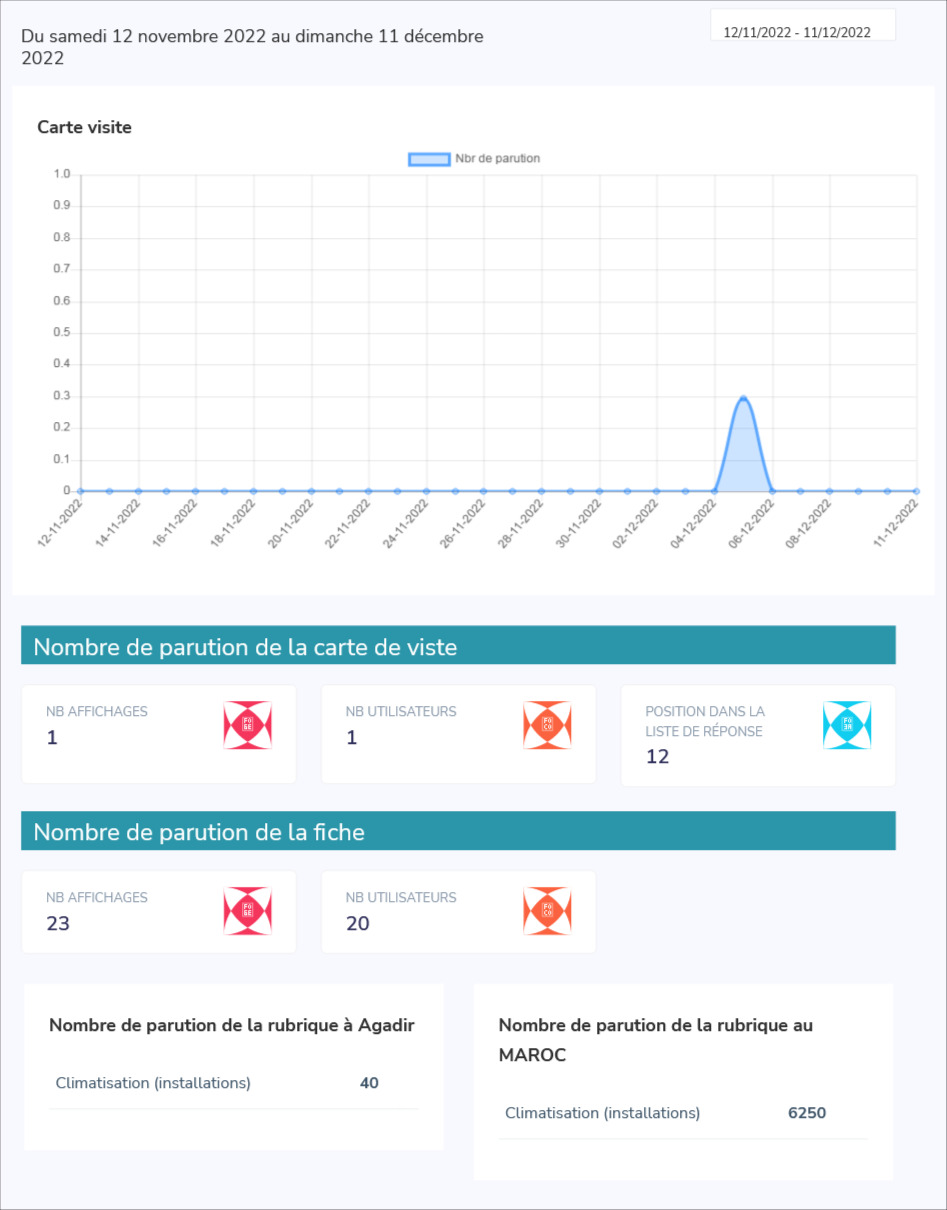 Du samedi 12 novembre 2022 au dimanche 11 décembre
2022
12/11/2022 - 11/12/2022
Carte visite
Nbr de parution
1.0
0.9
0.8
0.7
0.6
0.5
0.4
0.3
0.2
0.1
0
12-11-2022
14-11-2022
16-11-2022
18-11-2022
20-11-2022
22-11-2022
24-11-2022
26-11-2022
28-11-2022
30-11-2022
02-12-2022
04-12-2022
06-12-2022
08-12-2022
11-12-2022
Nombre de parution de la carte de viste
NB AFFICHAGES
1
NB UTILISATEURS
1
POSITION DANS LA
LISTE DE RÉPONSE
12
Nombre de parution de la fiche
NB AFFICHAGES
23
NB UTILISATEURS
20
Nombre de parution de la rubrique à Agadir
Climatisation (installations) 40
Nombre de parution de la rubrique au
MAROC
Climatisation (installations) 6250